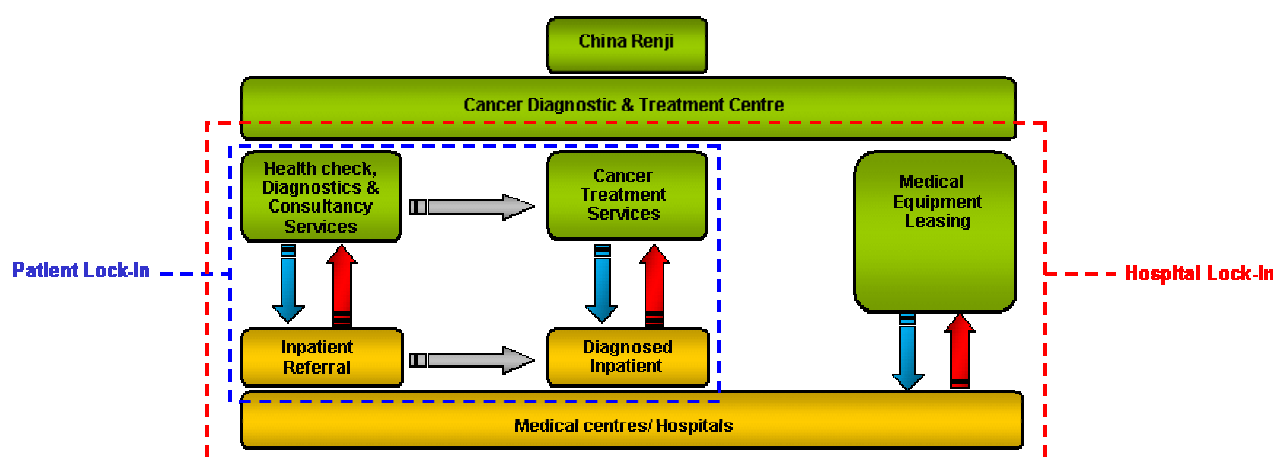 China Renji
Cancer Diagnostic & Treatment Centre
Health check,
Diagnostics &
Consultancy
Services
Cancer
Treatment
Services
Medical
Equipment
Leasing
Patient Lock-In
Hospital Lock-In
Inpatient
Referral
Diagnosed
Inpatient
Medical centres/ Hospitals